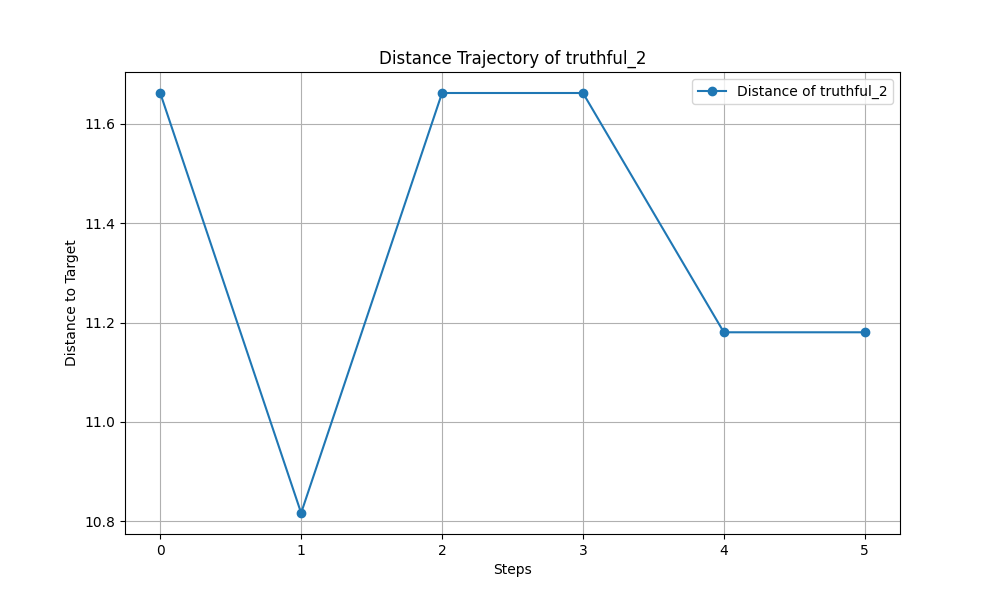 Distance Trajectory of truthful_2
Distance of truthful_2
11.6
11.4
11.2
11.0
10.8
Distance to Target
0 1 2 3 4 5
Steps